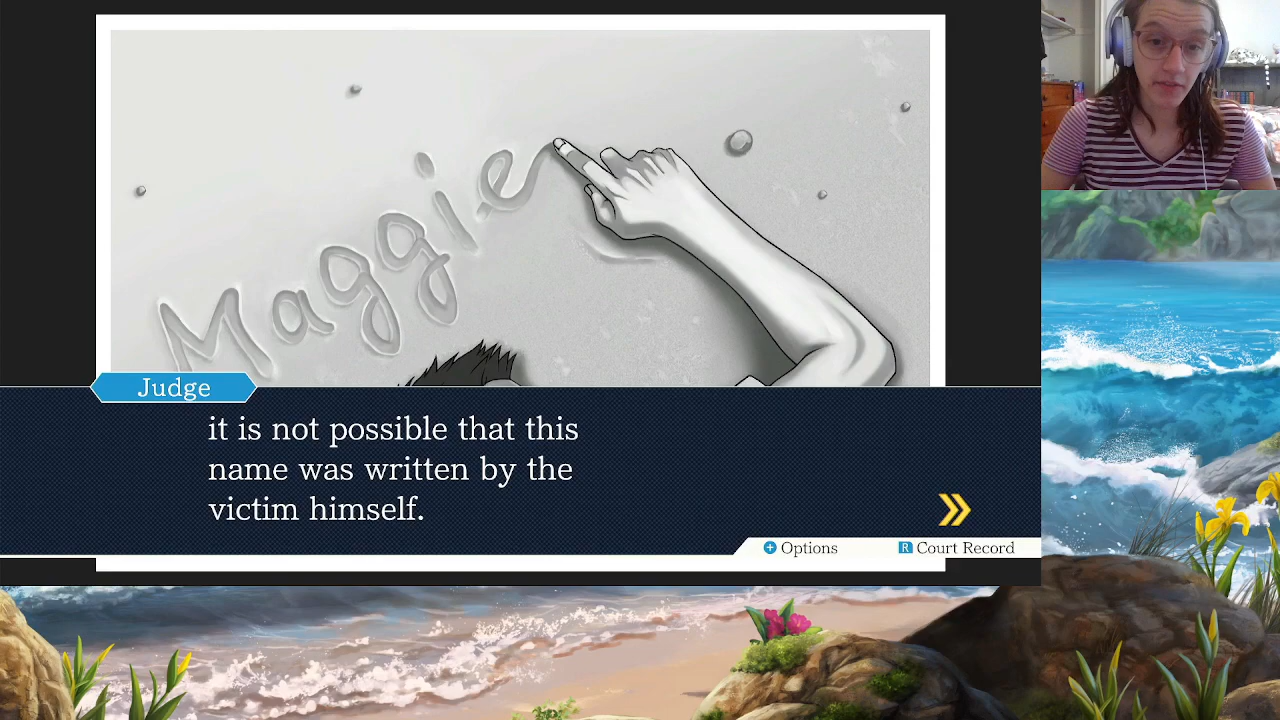 Maggie
Judge
it is not possible that this
name was written by the
victim himself.
Options
R Court Record